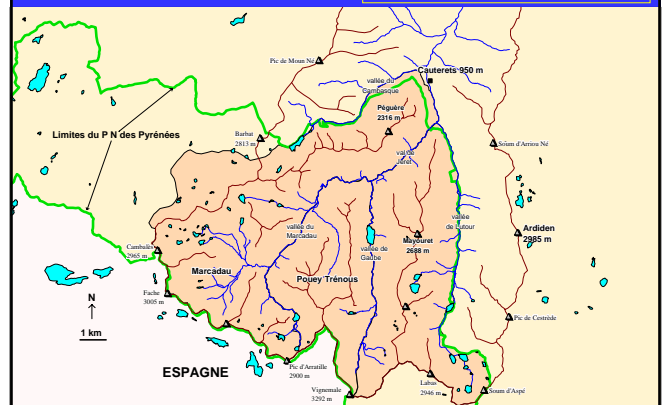 Pic de Moun Né
Cauterets 950 m
vallée du
Cambasque
Péguère
2316 m
Limites du P N des Pyrénées
Barbat
2813 m
val de
Jéret
Soum d'Arriou Né
vallée du
Marcadau
vallée
de Lutour
Ardiden
2985 m
Cambalès
2965 m
vallée de
Gaube
Mayouret
2688 m
Marcadau
Pouey Trénous
Fache
3005 m
N
1 km
Pic de Cestrède
ESPAGNE
Pic d'Arratille
2900 m
Labas
2946 m
Vignemale
3292 m
Soum d'Aspé